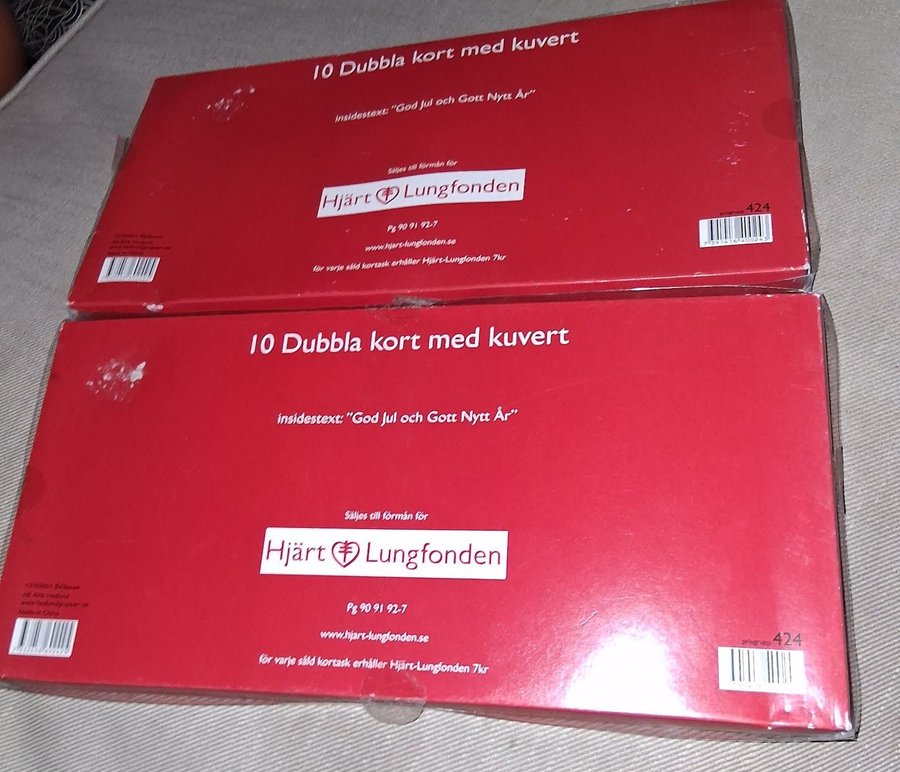 10 Dubbla kort med kuvert
insidestext: "God Jul och Gott Nytt År"
Säljes till förmån för
Hjärt Lungfonden
Pg 90 91 92-7
www.hjart-lungfonden.se
för varje såld kortask erhåller Hjärt-Lungfonden 7kr
prisgrupp 424
10 Dubbla kort med kuvert
insidestext: "God Jul och Gott Nytt År"
Säljes till förmån för
Hjärt Lungfonden
Pg 90 91 92-7
www.hjart-lungfonden.se
för varje såld kortask erhåller Hjärt-Lungfonden 7kr
Made in China
prisgrupp 424